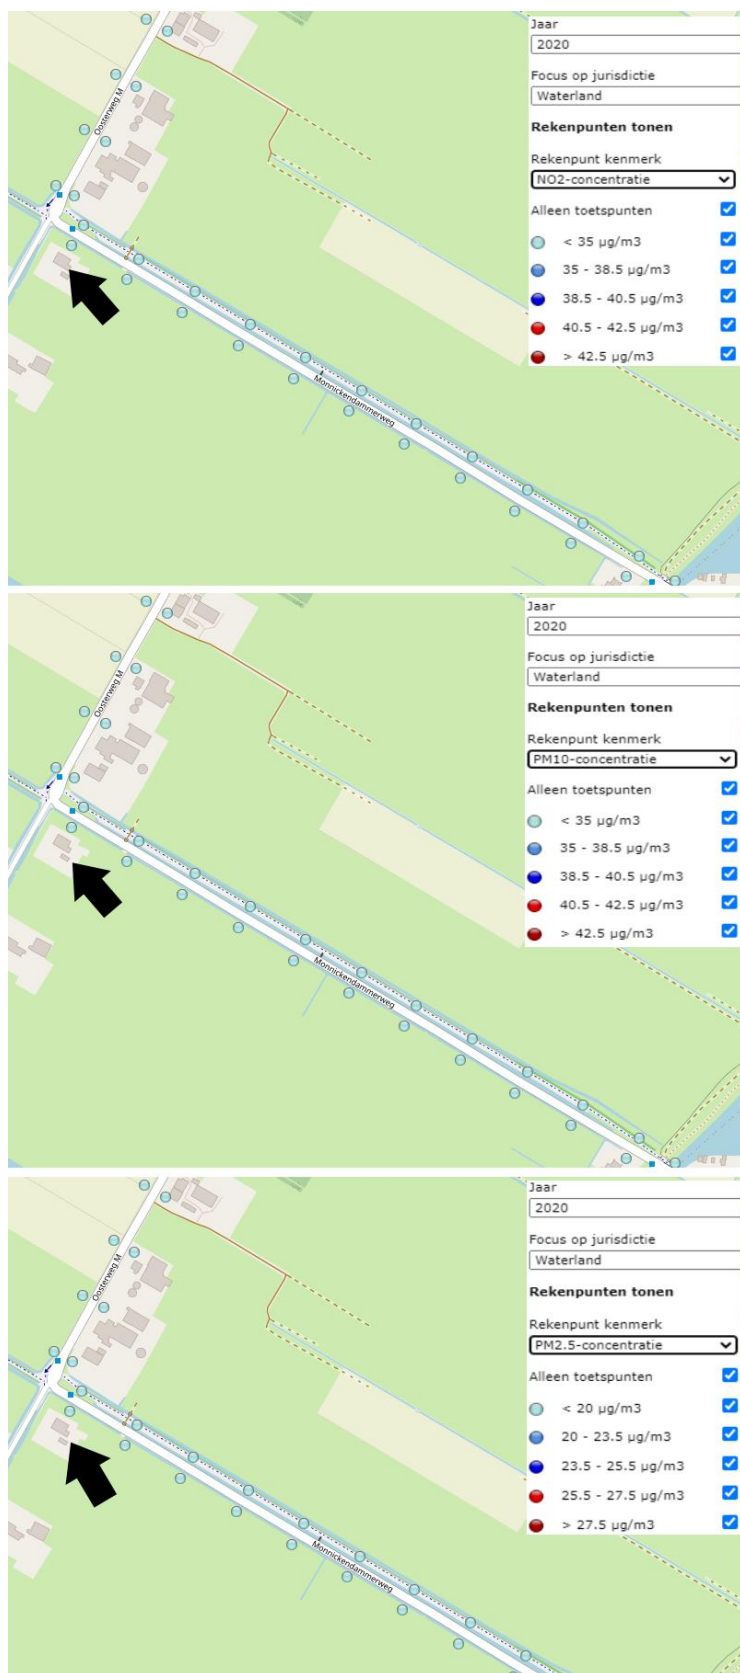 Jaar
2020
Focus op jurisdictie
Waterland
Rekenpunten tonen
Rekenpunt kenmerk
NO2-concentratie
Alleen toetspunten
< 35 µg/m3
35 - 38.5 µg/m3
38.5 - 40.5 µg/m3
40.5 - 42.5 µg/m3
> 42.5 µg/m3
Oosterweg M
Monnickendammerweg
Jaar
2020
Focus op jurisdictie
Waterland
Rekenpunten tonen
Rekenpunt kenmerk
PM10-concentratie
Alleen toetspunten
< 35 µg/m3
35 - 38.5 µg/m3
38.5 - 40.5 µg/m3
40.5 - 42.5 µg/m3
> 42.5 µg/m3
Oosterweg M
Monnickendammerweg
Jaar
2020
Focus op jurisdictie
Waterland
Rekenpunten tonen
Rekenpunt kenmerk
PM2.5-concentratie
Alleen toetspunten
< 20 µg/m3
20 - 23.5 µg/m3
23.5 - 25.5 µg/m3
25.5 - 27.5 µg/m3
> 27.5 µg/m3
Oosterweg M
Monnickendammerweg